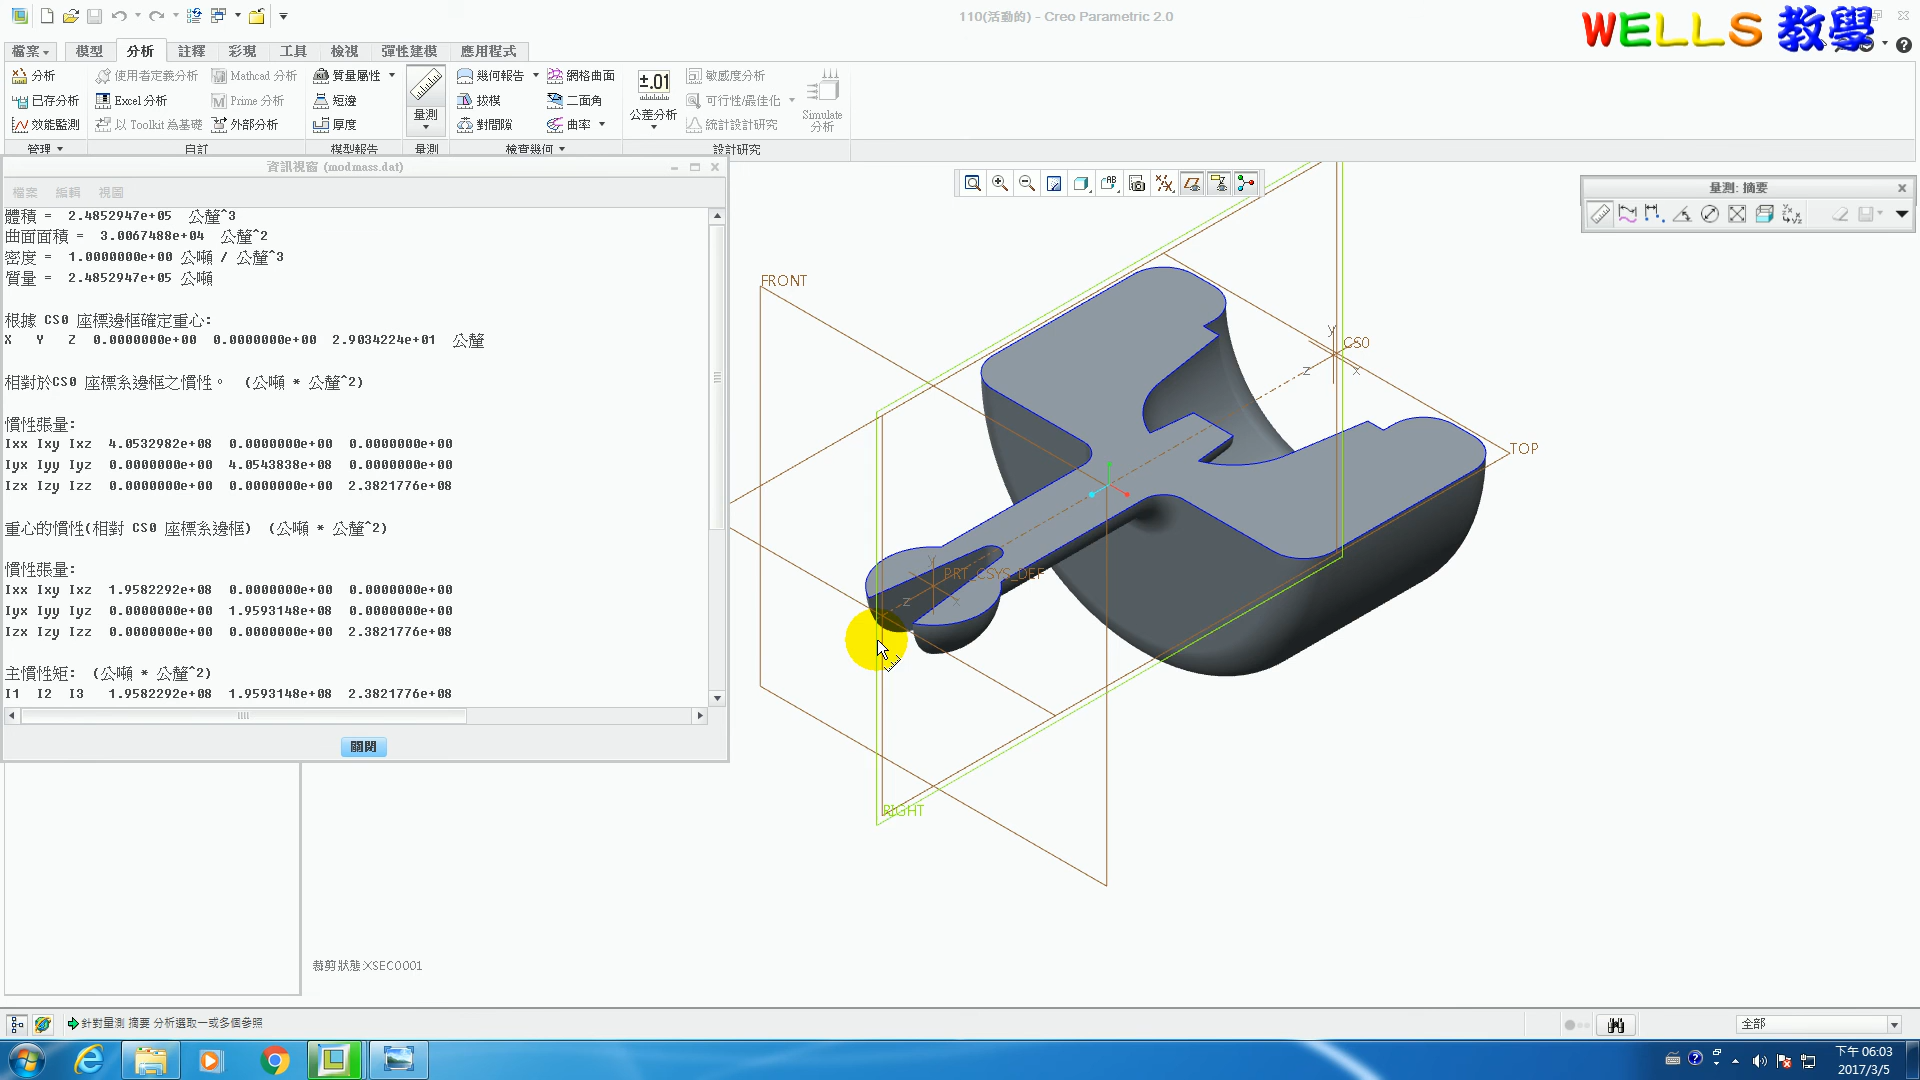 110(活動的) - Creo Parametric 2.0
WELLS 教學
檔案 模型 分析 註釋 彩現 工具 檢視 彈性建模 應用程式
分析 使用者定義分析 Mathcad 分析 質量屬性 幾何報告 網格曲面 敏感度分析
已存分析 Excel 分析 Prime 分析 短邊 拔模 二面角 可行性/最佳化
效能監測 以 Toolkit 為基礎 外部分析 厚度 量測 對間隙 曲率 公差分析 統計設計研究 Simulate 分析
管理 自訂 模型報告 量測 檢查幾何 設計研究
資訊視窗 (modmass.dat)
檔案 編輯 視圖
體積 = 2.4852947e+05 公釐^3
曲面面積 = 3.0067488e+04 公釐^2
密度 = 1.0000000e+00 公噸 / 公釐^3
質量 = 2.4852947e+05 公噸
根據 CS0 座標邊框確定重心:
X Y Z 0.0000000e+00 0.0000000e+00 2.9034224e+01 公釐
相對於CS0 座標系邊框之慣性。 (公噸 * 公釐^2)
慣性張量:
Ixx Ixy Ixz 4.0532982e+08 0.0000000e+00 0.0000000e+00
Iyx Iyy Iyz 0.0000000e+00 4.0543838e+08 0.0000000e+00
Izx Izy Izz 0.0000000e+00 0.0000000e+00 2.3821776e+08
重心的慣性(相對 CS0 座標系邊框) (公噸 * 公釐^2)
慣性張量:
Ixx Ixy Ixz 1.9582292e+08 0.0000000e+00 0.0000000e+00
Iyx Iyy Iyz 0.0000000e+00 1.9593148e+08 0.0000000e+00
Izx Izy Izz 0.0000000e+00 0.0000000e+00 2.3821776e+08
主慣性矩: (公噸 * 公釐^2)
I1 I2 I3 1.9582292e+08 1.9593148e+08 2.3821776e+08
關閉
量測: 摘要
FRONT
Y
CS0
Z
X
TOP
Y
PRT_CSYS_DEF
Z
X
RIGHT
裁剪狀態:XSEC0001
針對量測 摘要 分析選取一或多個參照
全部
下午 06:03
2017/3/5